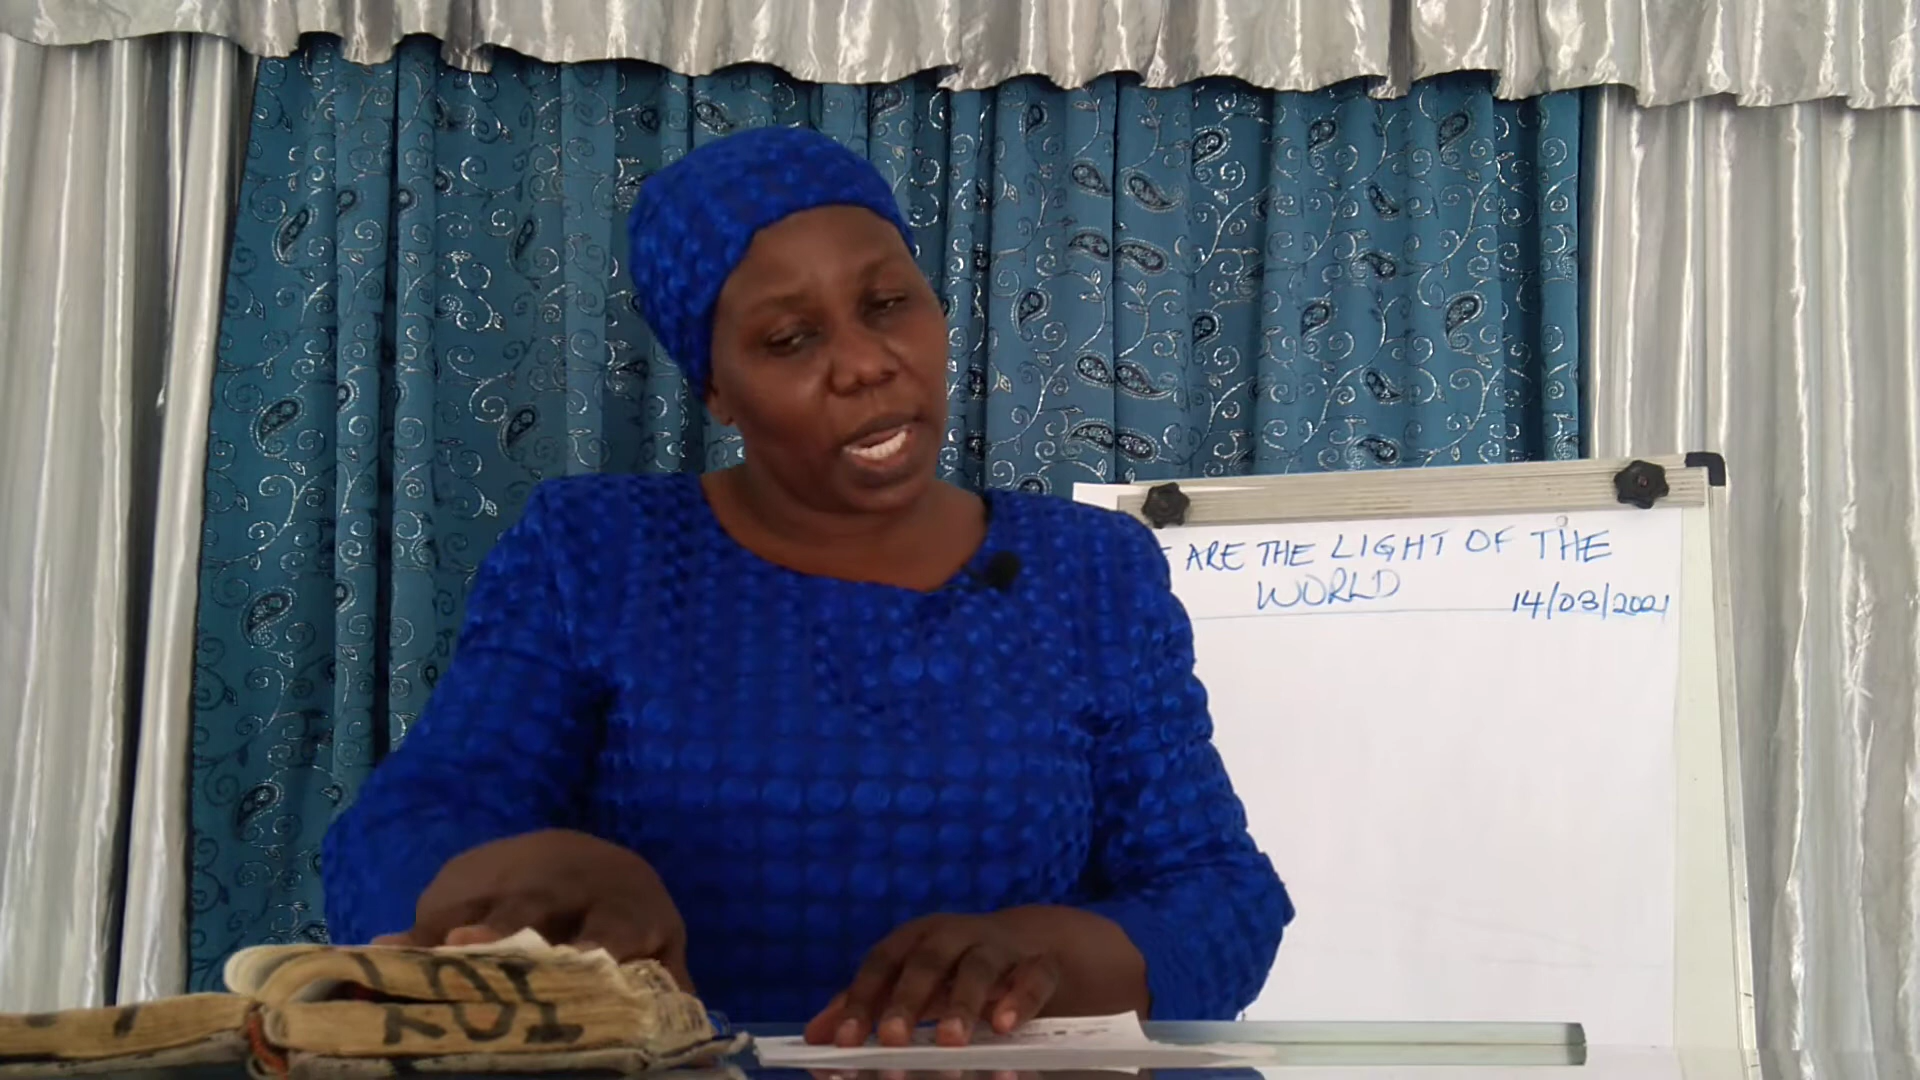 ARE THE LIGHT OF THE
WORLD
14/03/2021